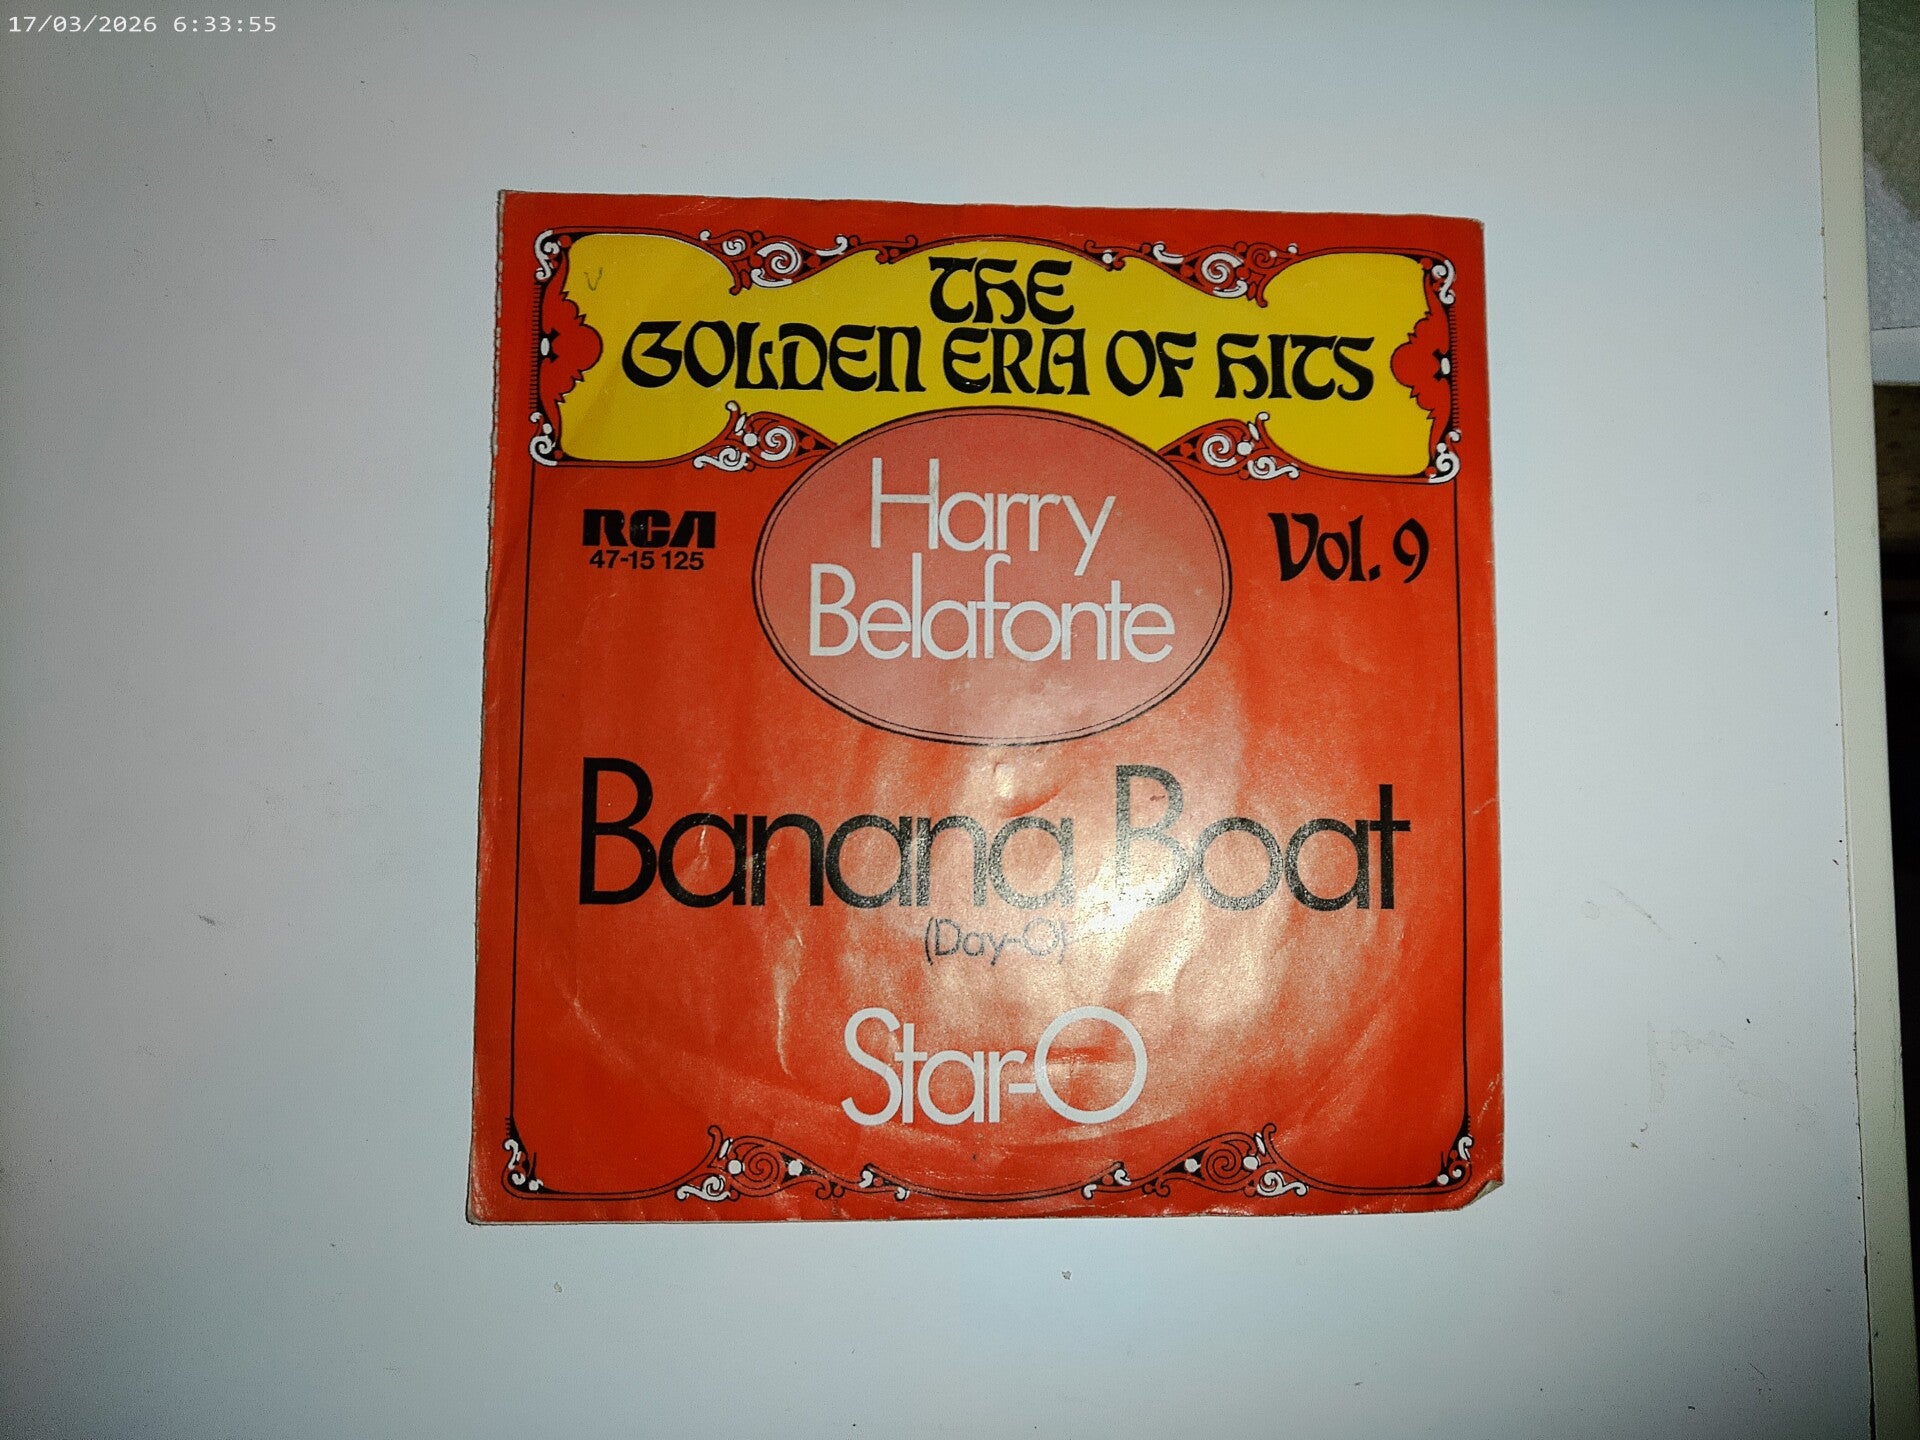 17/03/2026 6:33:55
THE
GOLDEN ERA OF HITS
Harry
Belafonte
RCA
47-15 125
Vol. 9
Banana Boat
(Day-O)
Star-O